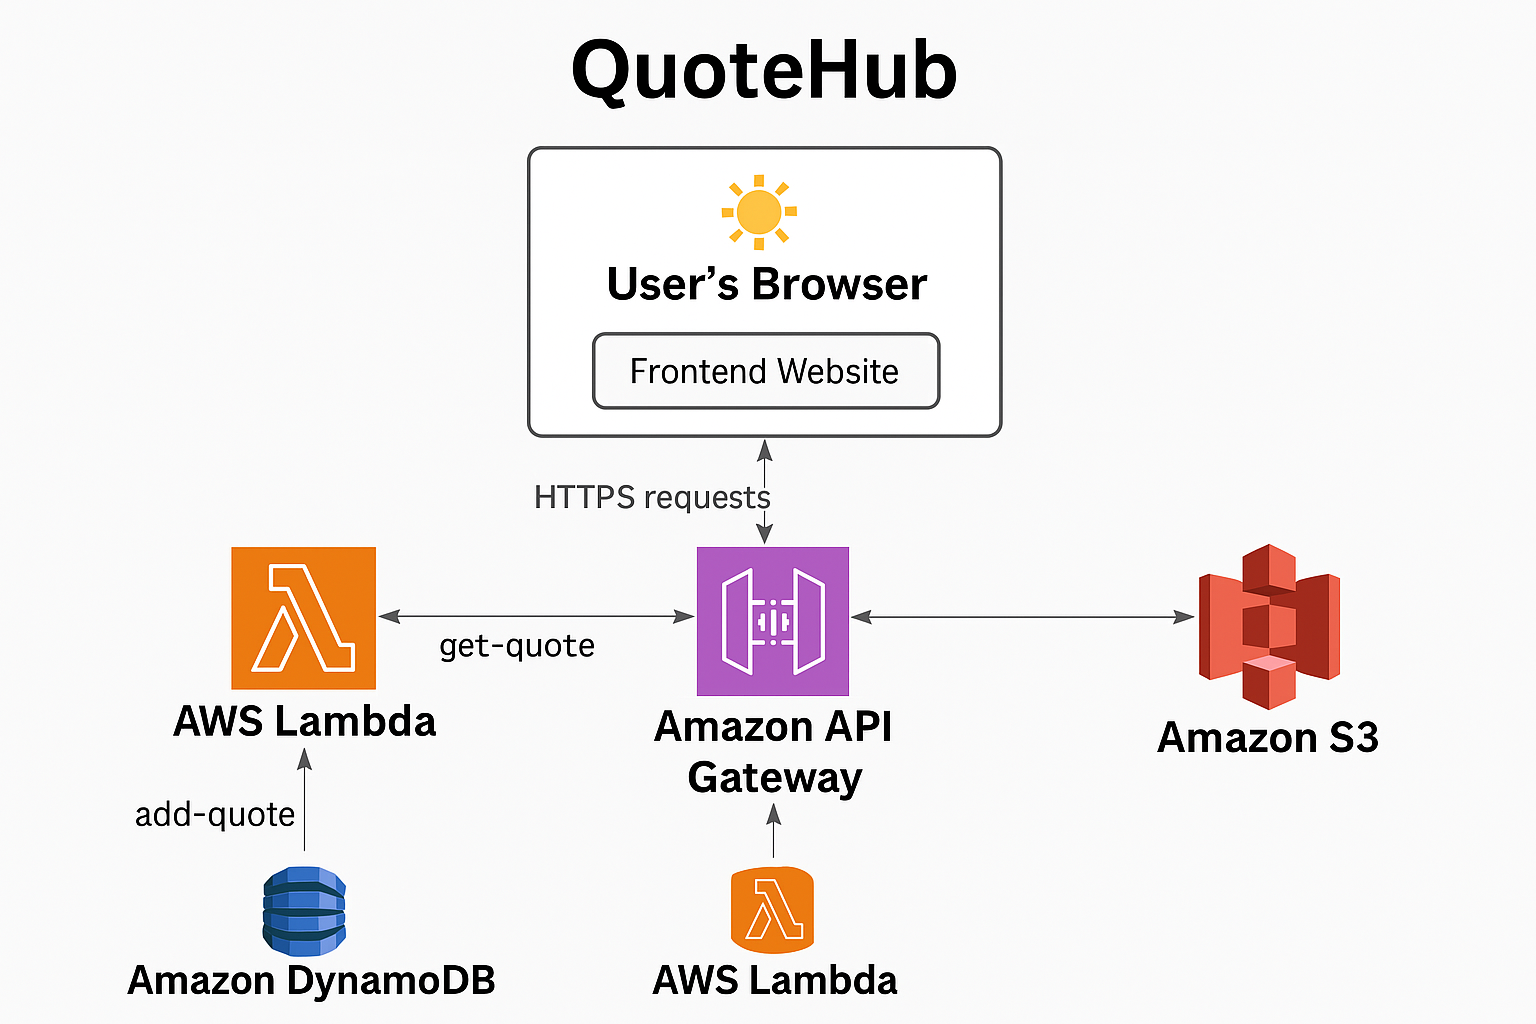 QuoteHub
User’s Browser
Frontend Website
HTTPS requests
get-quote
AWS Lambda
Amazon API
Gateway
Amazon S3
add-quote
Amazon DynamoDB
AWS Lambda